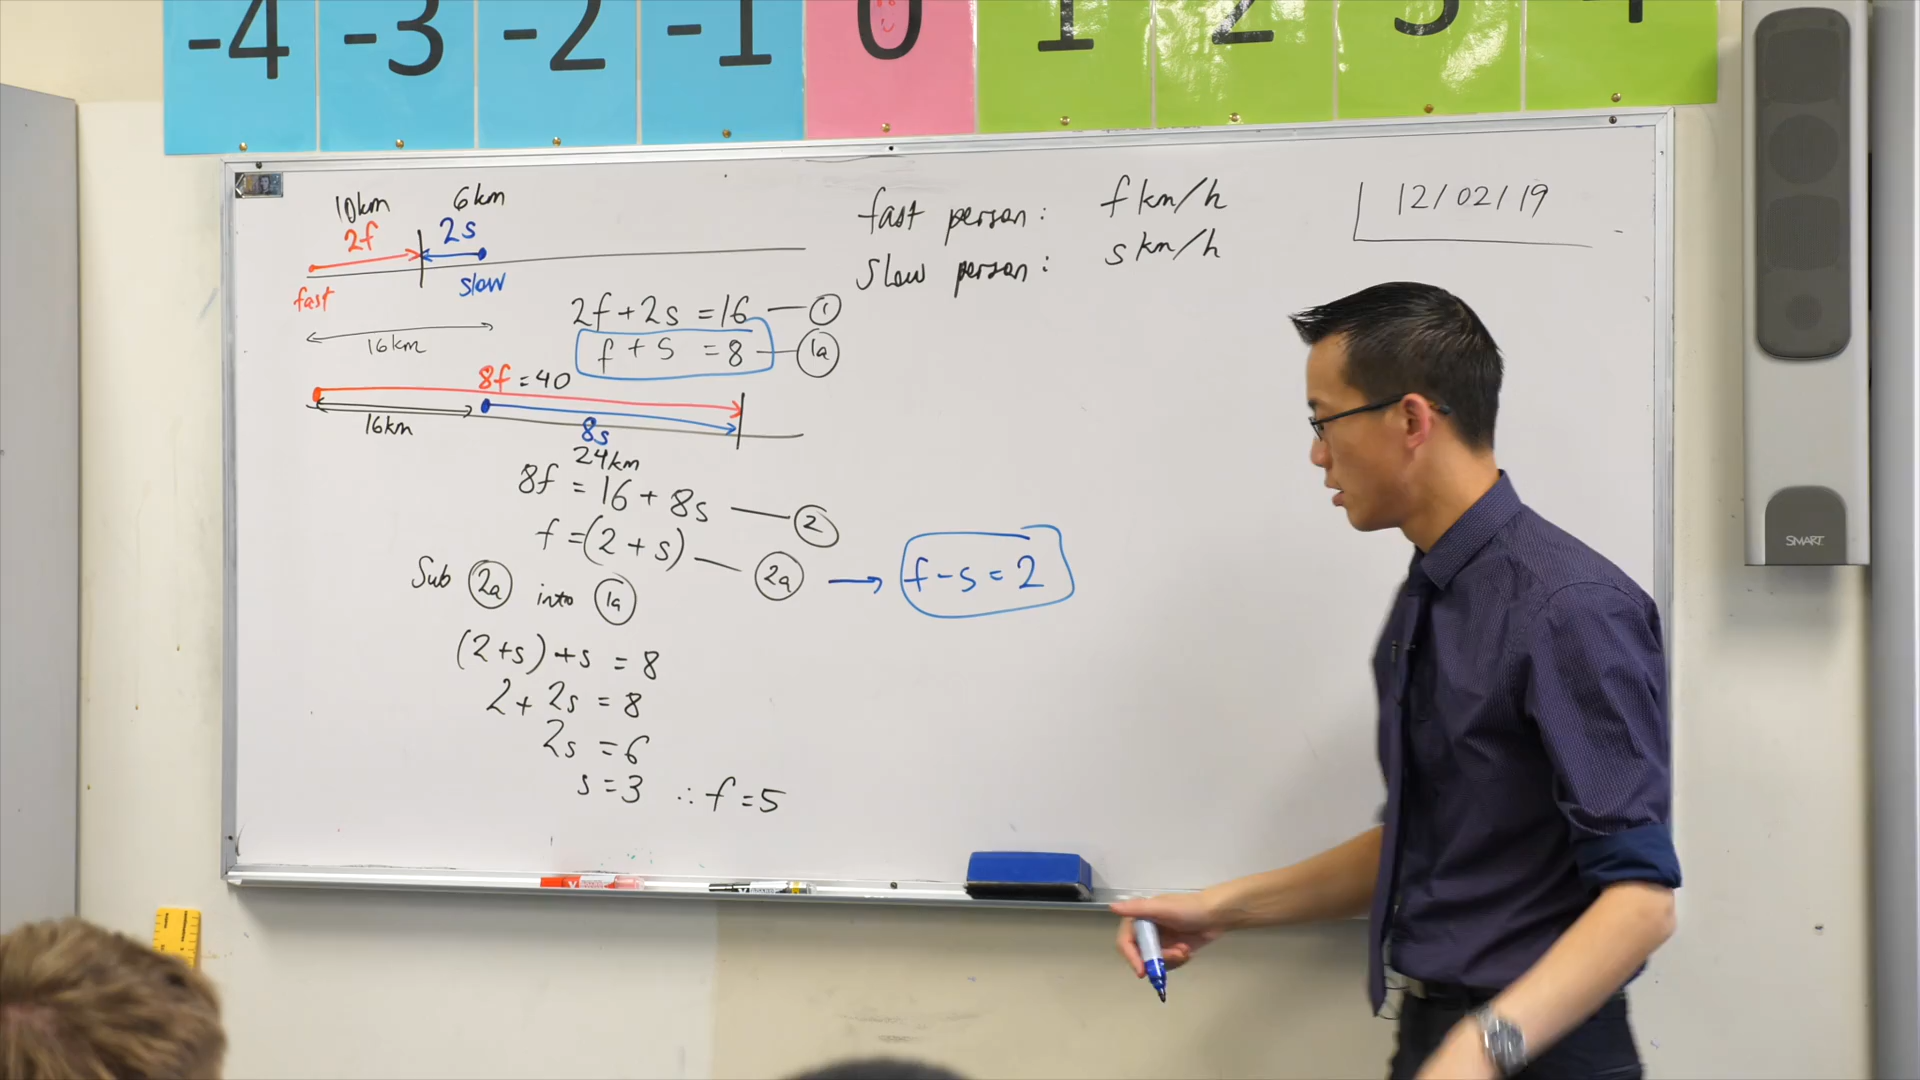 -4 -3 -2 -1 0 1 2 3 4
10km 6km
2f 2s
fast slow
16km
fast person: f km/h
slow person: s km/h
12/02/19
2f + 2s = 16 — 1
f + s = 8 — 1a
8f = 40
16km
8s
24km
8f = 16 + 8s — 2
f = (2 + s) — 2a → f - s = 2
Sub 2a into 1a
(2+s) + s = 8
2 + 2s = 8
2s = 6
s = 3 ∴ f = 5
SMART